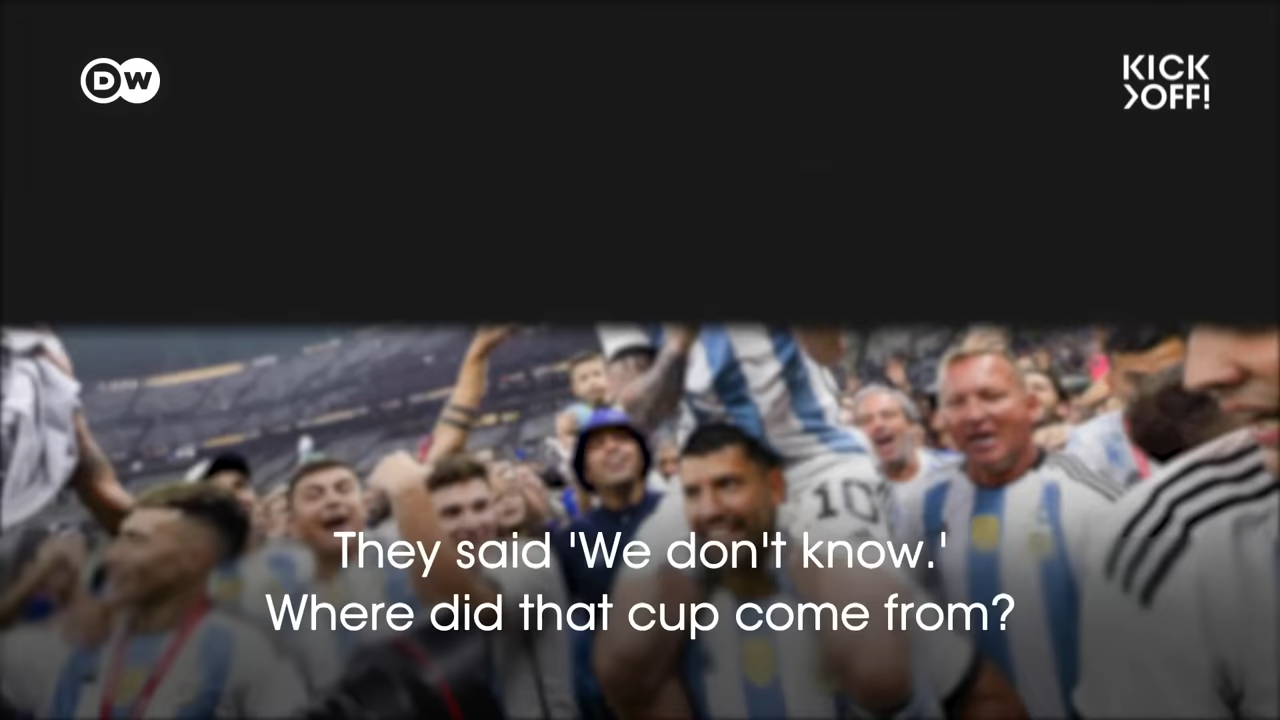 DW
KICK
OFF!
10
They said 'We don't know.'
Where did that cup come from?